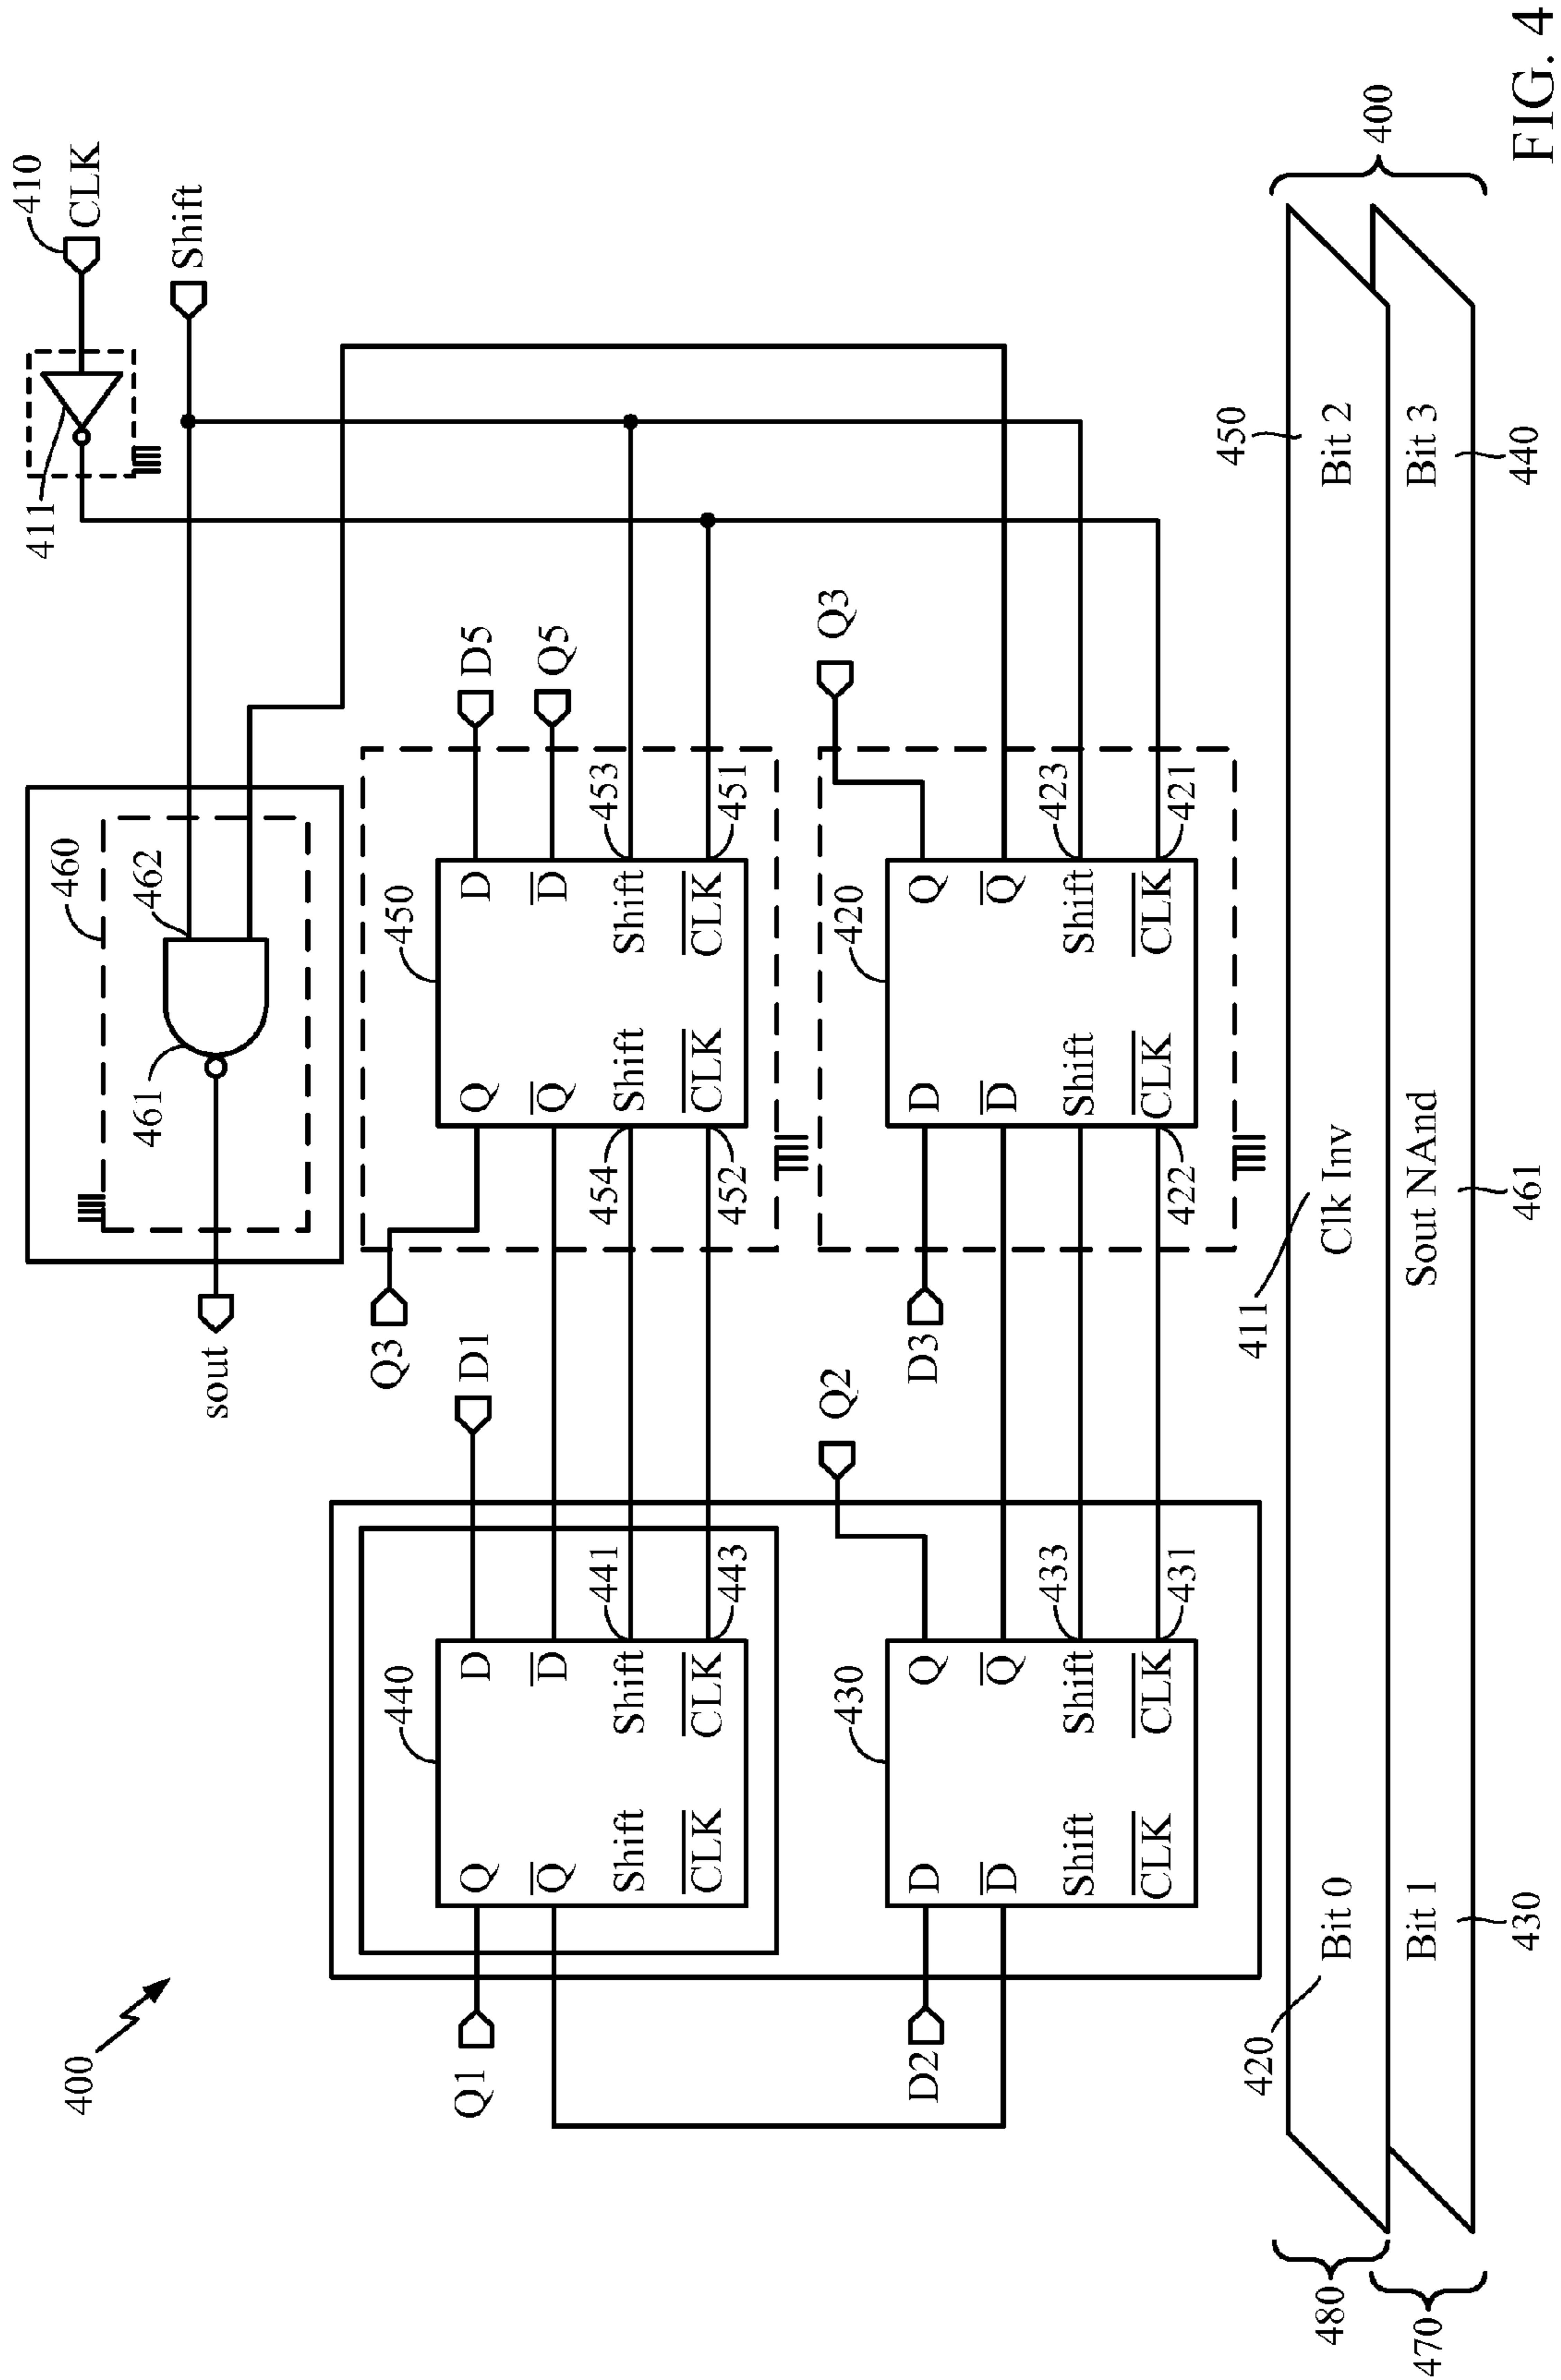 400
410
CLK
411
Shift
460
462
461
sout
Q3
D1
Q1
440
Q
D
Q
D
Shift
Shift
CLK
CLK
441
443
450
Q
D
Q
D
Shift
Shift
CLK
CLK
454
452
453
451
D5
Q5
D2
Q2
430
D
Q
D
Q
Shift
Shift
CLK
CLK
433
431
D3
Q3
420
D
Q
D
Q
Shift
Shift
CLK
CLK
422
423
421
420
411
450
480
Bit 0
Clk Inv
Bit 2
400
470
Bit 1
Sout NAnd
Bit 3
430
461
440
FIG. 4